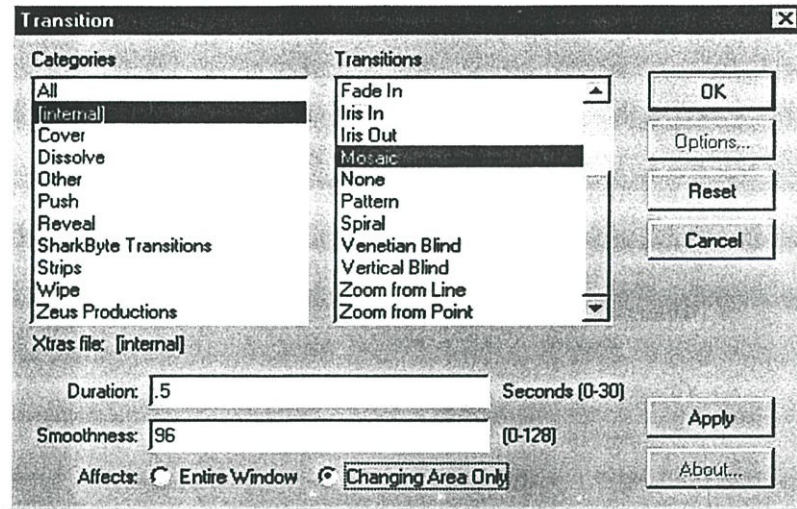 Transition
Categories
All
[internal]
Cover
Dissolve
Other
Push
Reveal
SharkByte Transitions
Strips
Wipe
Zeus Productions
Transitions
Fade In
Iris In
Iris Out
Mosaic
None
Pattern
Spiral
Venetian Blind
Vertical Blind
Zoom from Line
Zoom from Point
OK
Options...
Reset
Cancel
Xtras file: [internal]
Duration: .5 Seconds (0-30)
Smoothness: 96 (0-128)
Affects: Entire Window Changing Area Only
Apply
About...